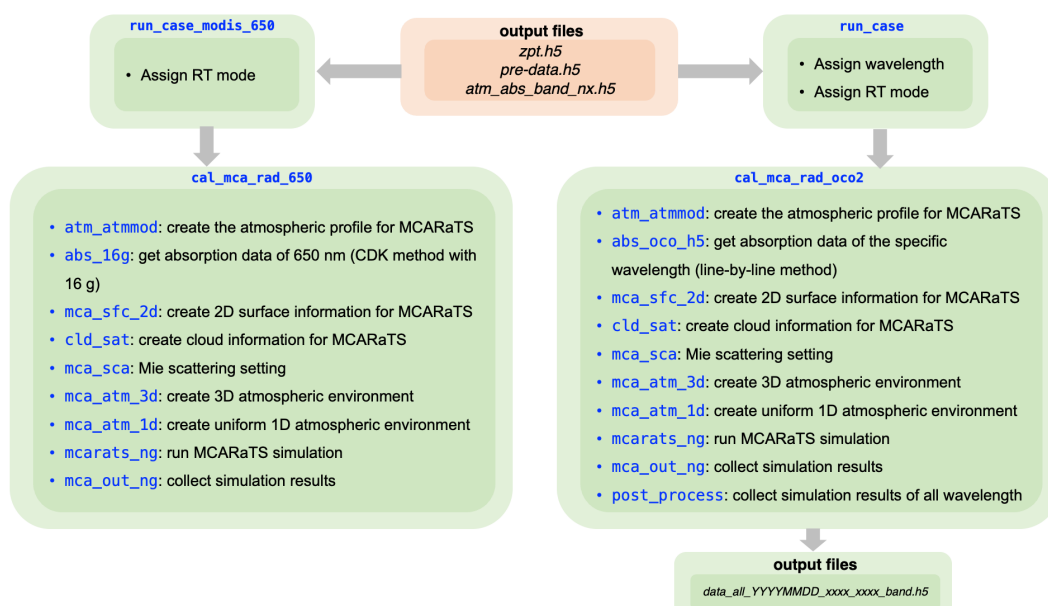 run_case_modis_650
• Assign RT mode
output files
zpt.h5
pre-data.h5
atm_abs_band_nx.h5
run_case
• Assign wavelength
• Assign RT mode
cal_mca_rad_650
• atm_atmmod: create the atmospheric profile for MCARaTS
• abs_16g: get absorption data of 650 nm (CDK method with
16 g)
• mca_sfc_2d: create 2D surface information for MCARaTS
• cld_sat: create cloud information for MCARaTS
• mca_sca: Mie scattering setting
• mca_atm_3d: create 3D atmospheric environment
• mca_atm_1d: create uniform 1D atmospheric environment
• mcarats_ng: run MCARaTS simulation
• mca_out_ng: collect simulation results
cal_mca_rad_oco2
• atm_atmmod: create the atmospheric profile for MCARaTS
• abs_oco_h5: get absorption data of the specific
wavelength (line-by-line method)
• mca_sfc_2d: create 2D surface information for MCARaTS
• cld_sat: create cloud information for MCARaTS
• mca_sca: Mie scattering setting
• mca_atm_3d: create 3D atmospheric environment
• mca_atm_1d: create uniform 1D atmospheric environment
• mcarats_ng: run MCARaTS simulation
• mca_out_ng: collect simulation results
• post_process: collect simulation results of all wavelength
output files
data_all_YYYYMMDD_xxxx_xxxx_band.h5